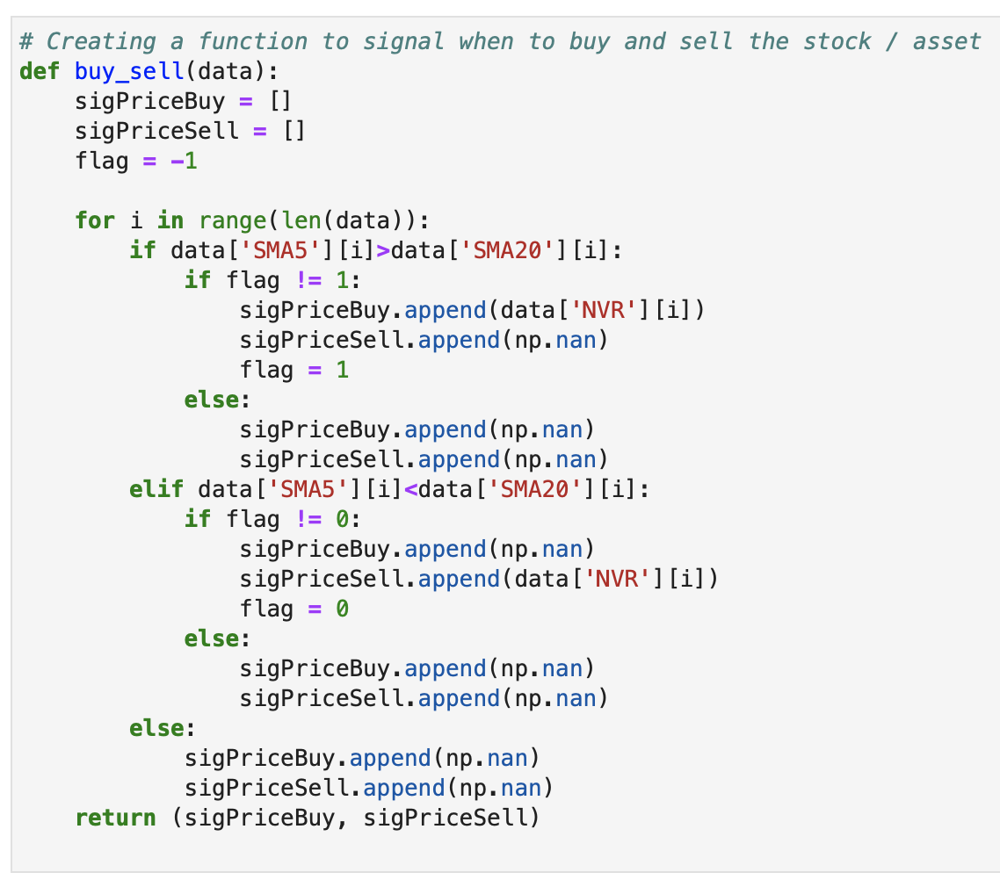 # Creating a function to signal when to buy and sell the stock / asset
def buy_sell(data):
    sigPriceBuy = []
    sigPriceSell = []
    flag = -1

    for i in range(len(data)):
        if data['SMA5'][i]>data['SMA20'][i]:
            if flag != 1:
                sigPriceBuy.append(data['NVR'][i])
                sigPriceSell.append(np.nan)
                flag = 1
            else:
                sigPriceBuy.append(np.nan)
                sigPriceSell.append(np.nan)
        elif data['SMA5'][i]<data['SMA20'][i]:
            if flag != 0:
                sigPriceBuy.append(np.nan)
                sigPriceSell.append(data['NVR'][i])
                flag = 0
            else:
                sigPriceBuy.append(np.nan)
                sigPriceSell.append(np.nan)
        else:
            sigPriceBuy.append(np.nan)
            sigPriceSell.append(np.nan)
    return (sigPriceBuy, sigPriceSell)